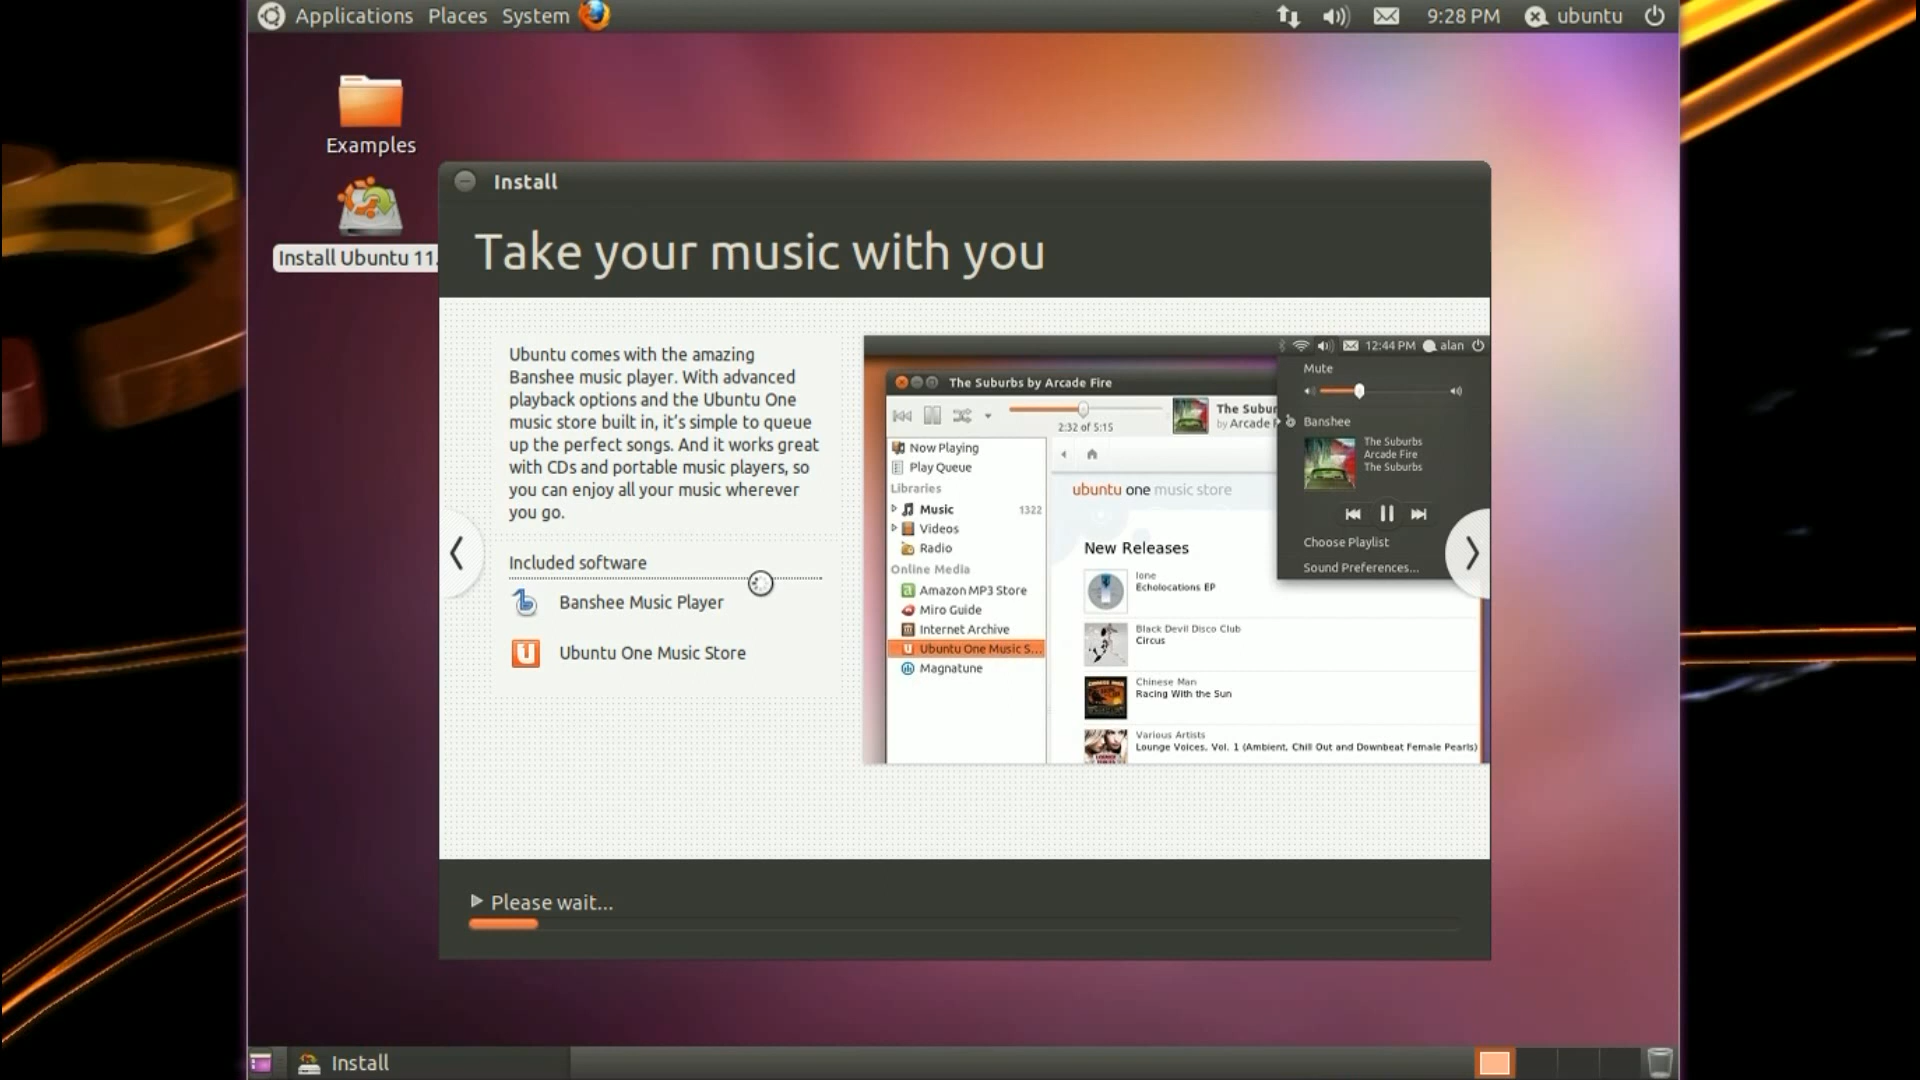 Applications Places System
9:28 PM ubuntu
Examples
Install Ubuntu 11.
Install
Take your music with you
Ubuntu comes with the amazing
Banshee music player. With advanced
playback options and the Ubuntu One
music store built in, it's simple to queue
up the perfect songs. And it works great
with CDs and portable music players, so
you can enjoy all your music wherever
you go.
Included software
Banshee Music Player
Ubuntu One Music Store
12:44 PM alan
The Suburbs by Arcade Fire
2:32 of 5:15
The Subur
by Arcade F
Now Playing
Play Queue
Libraries
Music 1322
Videos
Radio
Online Media
Amazon MP3 Store
Miro Guide
Internet Archive
Ubuntu One Music S...
Magnatune
ubuntu one music store
New Releases
Ione
Echolocations EP
Black Devil Disco Club
Circus
Chinese Man
Racing With the Sun
Various Artists
Lounge Voices, Vol. 1 (Ambient, Chill Out and Downbeat Female Pearls)
Mute
Banshee
The Suburbs
Arcade Fire
The Suburbs
Choose Playlist
Sound Preferences...
Please wait...
Install